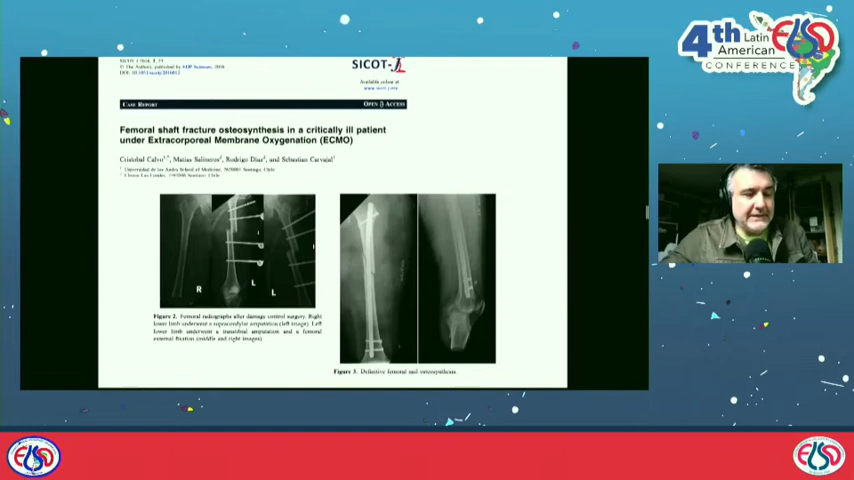 4th Latin
American
CONFERENCE
ELSO
SICOT-J
Available online at:
CASE REPORT
OPEN ACCESS
Femoral shaft fracture osteosynthesis in a critically ill patient
under Extracorporeal Membrane Oxygenation (ECMO)
Cristobal Calvo, Matias Salineros, Rodrigo Diaz, and Sebastian Carvajal
R
L
L
Figure 2. Femoral radiographs after damage control surgery. Right
lower limb underwent a supracondylar amputation (left image). Left
lower limb underwent a transtibial amputation and a femoral
external fixation (middle and right images)
Figure 3. Definitive femoral nail osteosynthesis.
ELSO
ELSO